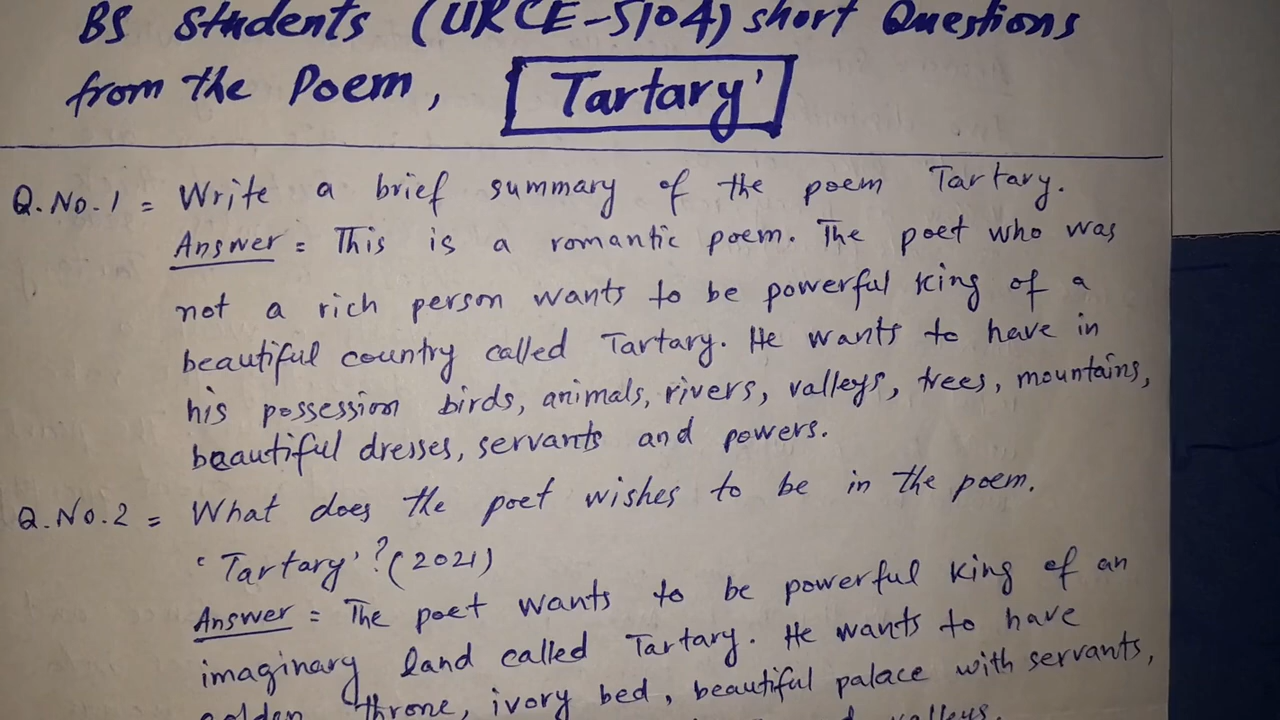 BS Students (URCE-5104) short Questions
from the Poem, [Tartary']
Q.No.1 = Write a brief summary of the poem Tartary.
Answer = This is a romantic poem. The poet who was
not a rich person wants to be powerful king of a
beautiful country called Tartary. He wants to have in
his possession birds, animals, rivers, valleys, trees, mountains,
beautiful dresses, servants and powers.
Q.No.2 = What does the poet wishes to be in the poem.
'Tartary'? (2021)
Answer = The poet wants to be powerful king of an
imaginary land called Tartary. He wants to have
golden throne, ivory bed, beautiful palace with servants,
valleys.